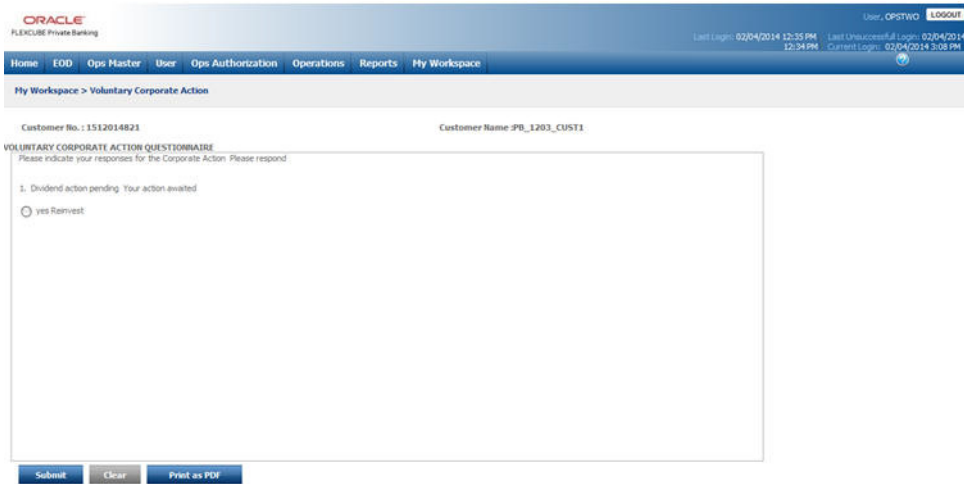 ORACLE
FLEXCUBE Private Banking
User, OPSTWO LOGOUT
Last Login: 02/04/2014 12:35 PM Last Unsuccessful Login: 02/04/2014
12:34 PM Current Login: 02/04/2014 3:08 PM
Home EOD Ops Master User Ops Authorization Operations Reports My Workspace
?
My Workspace > Voluntary Corporate Action
Customer No. : 1512014821 Customer Name :PB_1203_CUST1
VOLUNTARY CORPORATE ACTION QUESTIONNAIRE
Please indicate your responses for the Corporate Action Please respond
1. Dividend action pending Your action awaited
yes Reinvest
Submit Clear Print as PDF